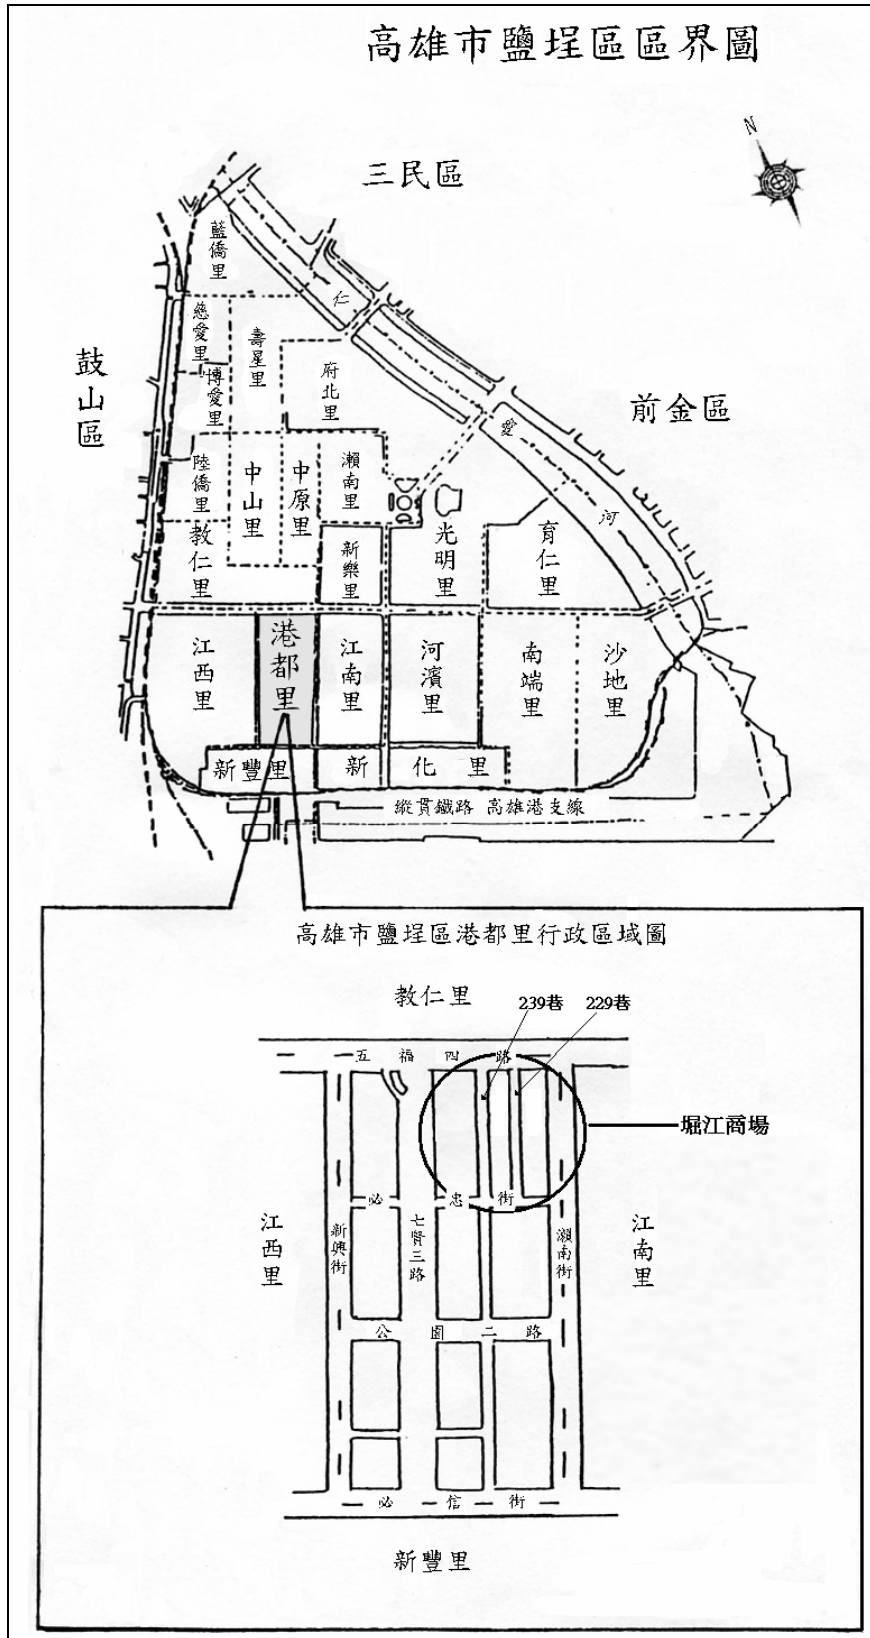 高雄市鹽埕區區界圖
N
三民區
藍僑里
仁
慈愛里
壽星里
鼓山區
博愛里
府北里
前金區
愛
陸僑里
中山里
中原里
瀨南里
河
教仁里
新樂里
光明里
育仁里
江西里
港都里
江南里
河濱里
南端里
沙地里
新豐里
新化里
縱貫鐵路 高雄港支線
高雄市鹽埕區港都里行政區域圖
教仁里
239巷
229巷
五福四路
堀江商場
必忠街
江西里
新興街
七賢三路
瀨南街
江南里
公園二路
必信街
新豐里